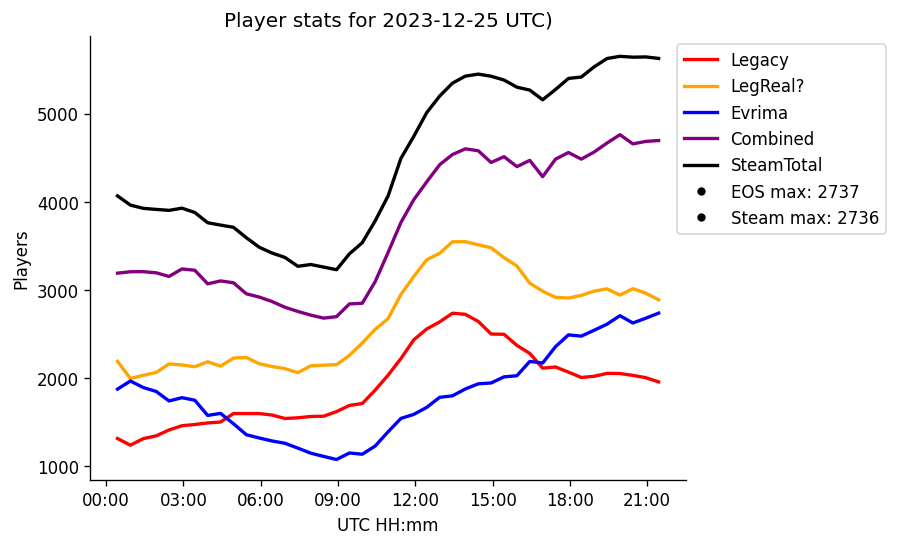 Player stats for 2023-12-25 UTC)
Legacy
LegReal?
Evrima
Combined
SteamTotal
EOS max: 2737
Steam max: 2736
Players
5000
4000
3000
2000
1000
00:00 03:00 06:00 09:00 12:00 15:00 18:00 21:00
UTC HH:mm